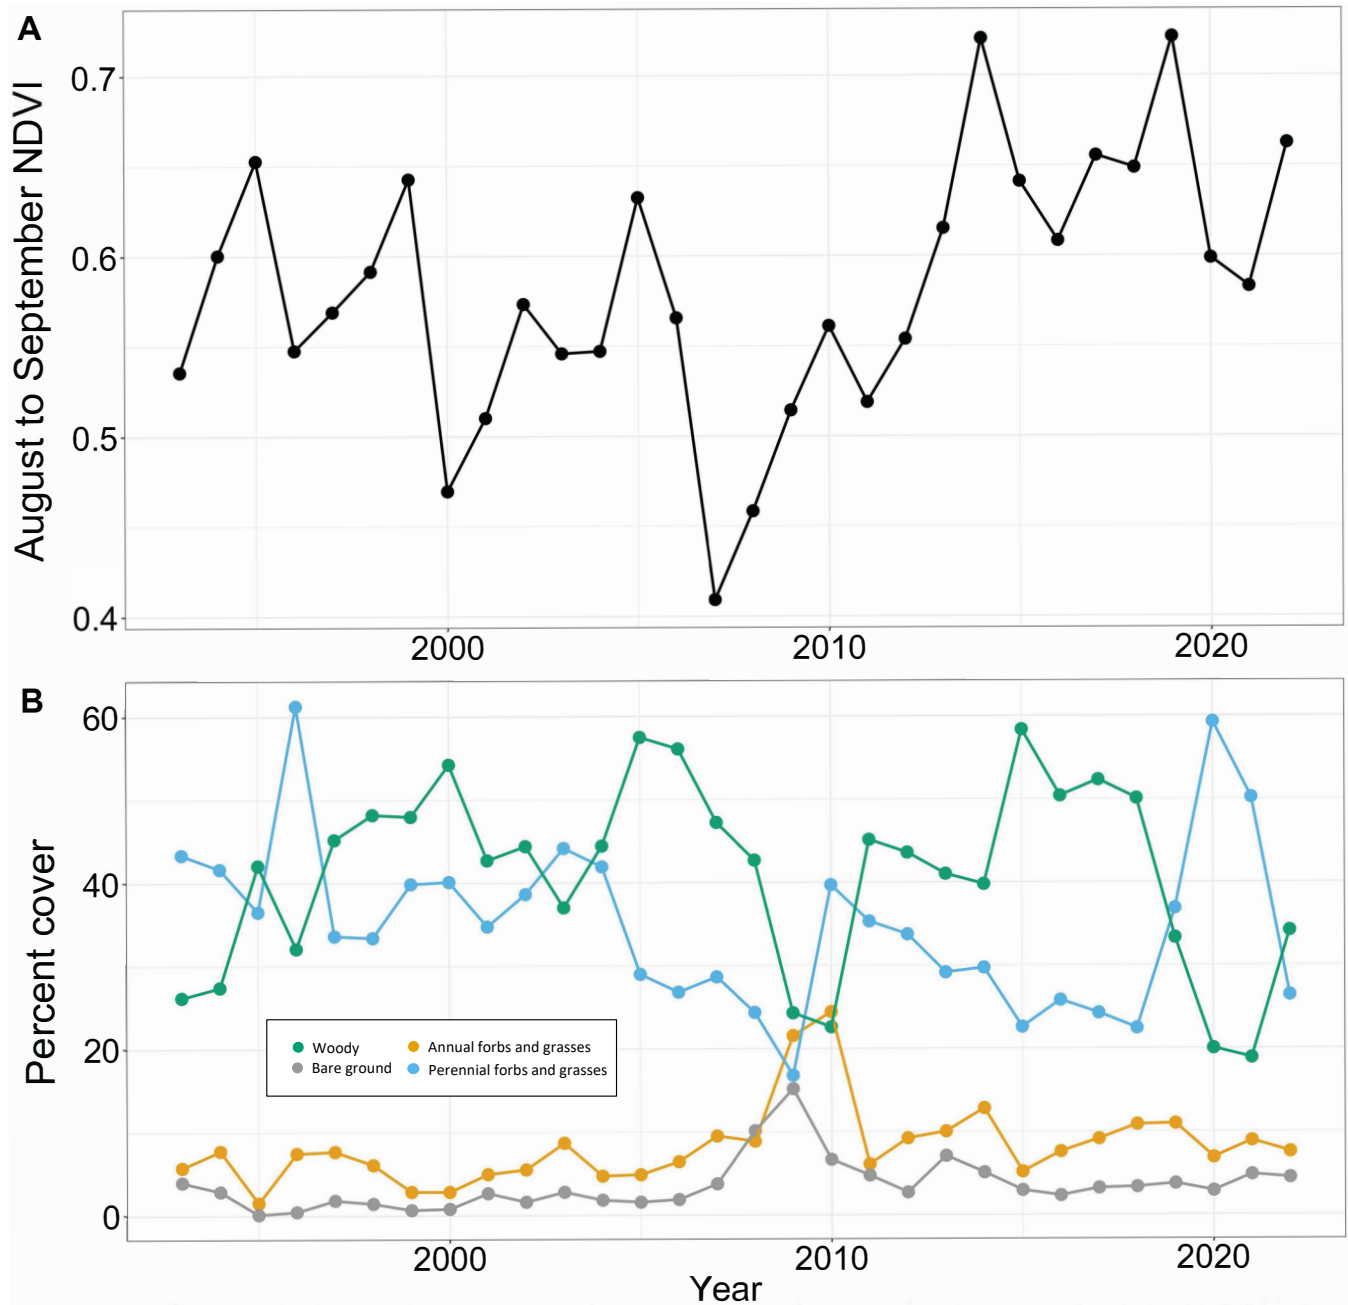 A
August to September NDVI
0.7
0.6
0.5
0.4
2000 2010 2020
B
Percent cover
60
40
20
0
Woody Annual forbs and grasses
Bare ground Perennial forbs and grasses
2000 2010 2020
Year